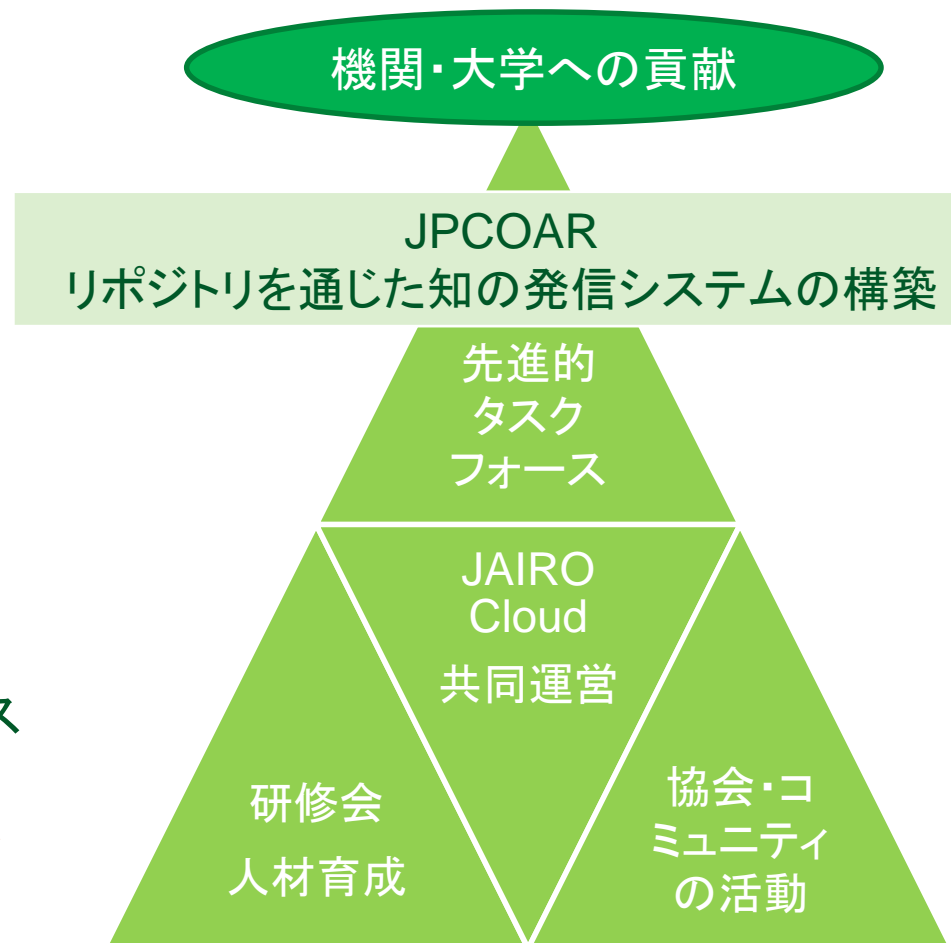 機関・大学への貢献
JPCOAR
リポジトリを通じた知の発信システムの構築
先進的
タスク
フォース
JAIRO
Cloud
共同運営
ス
研修会
人材育成
協会・コ
ミュニティ
の活動